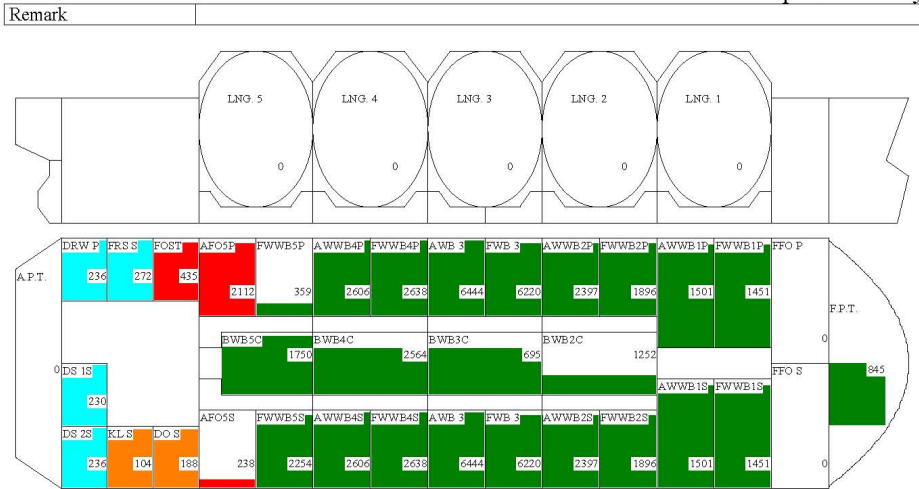 Remark
LNG. 5 LNG. 4 LNG. 3 LNG. 2 LNG. 1
0 0 0 0 0
DRW P FRS S FOST AFO5P FWWB5P AWWB4P FWWB4P AWB 3 FWB 3 AWWB2P FWWB2P AWWB1P FWWB1P FFO P
A.P.T. 236 272 435 2112 359 2606 2638 6444 6220 2397 1896 1501 1451
F.P.T.
BWB5C BWB4C BWB3C BWB2C 0
1750 2564 695 1252
0 DS 1S FFO S 845
AWWB1S FWWB1S
230
DS 2S KL S DO S AFO5S FWWB5S AWWB4S FWWB4S AWB 3 FWB 3 AWWB2S FWWB2S
236 104 188 238 2254 2606 2638 6444 6220 2397 1896 1501 1451 0